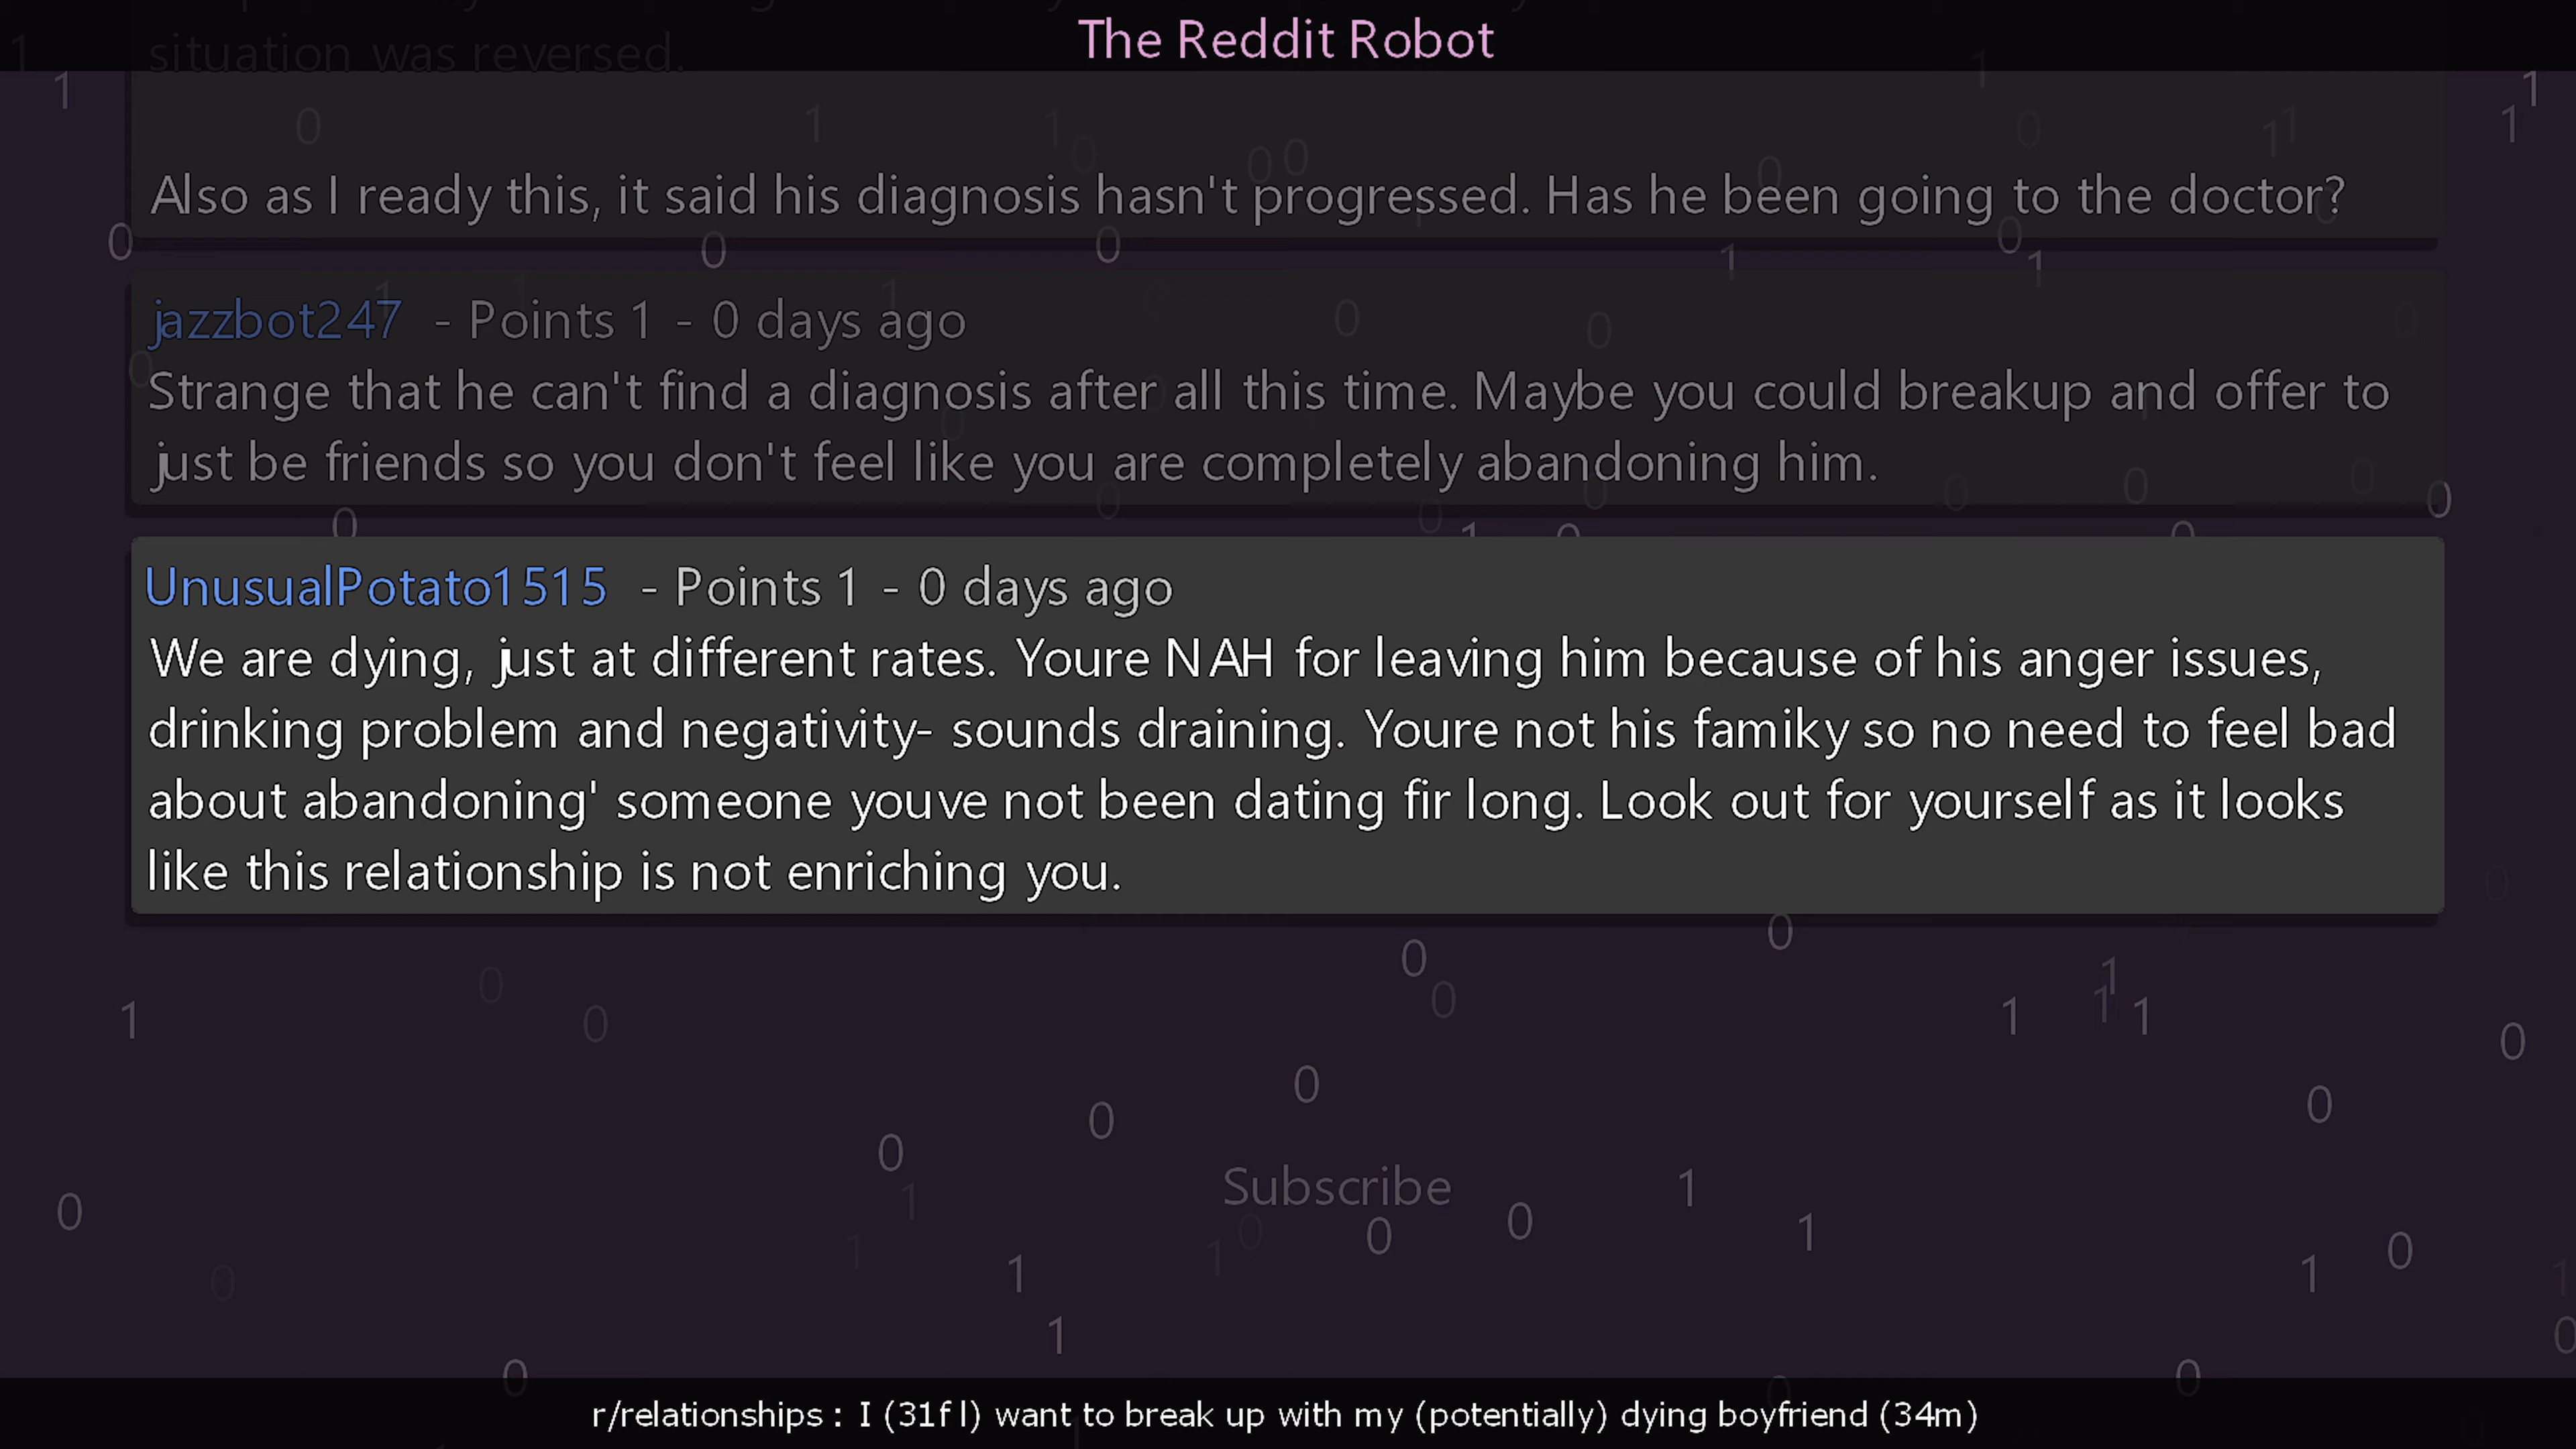 The Reddit Robot
situation was reversed.
Also as I ready this, it said his diagnosis hasn't progressed. Has he been going to the doctor?
jazzbot247 - Points 1 - 0 days ago
Strange that he can't find a diagnosis after all this time. Maybe you could breakup and offer to
just be friends so you don't feel like you are completely abandoning him.
UnusualPotato1515 - Points 1 - 0 days ago
We are dying, just at different rates. Youre NAH for leaving him because of his anger issues,
drinking problem and negativity- sounds draining. Youre not his famiky so no need to feel bad
about abandoning' someone youve not been dating fir long. Look out for yourself as it looks
like this relationship is not enriching you.
Subscribe
r/relationships : I (31f l) want to break up with my (potentially) dying boyfriend (34m)